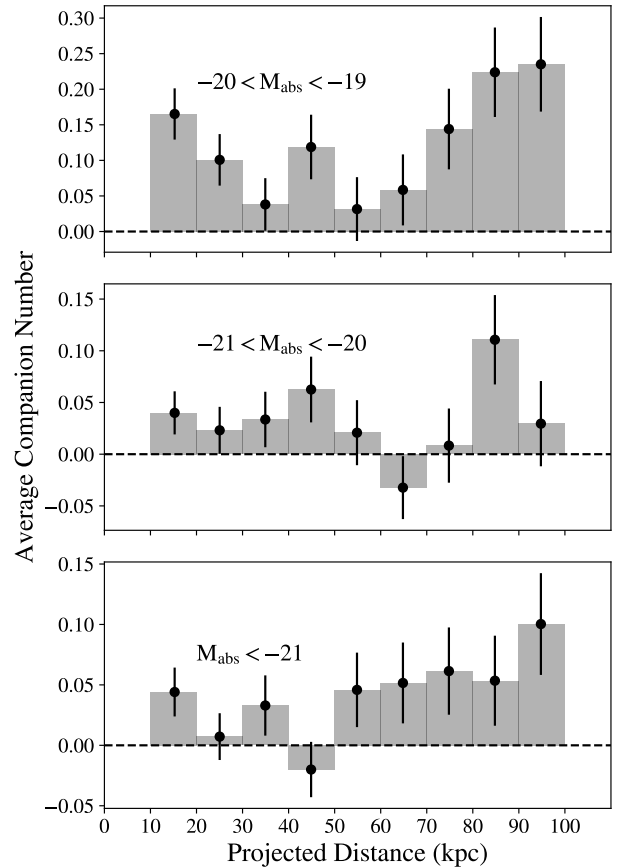 0.30
0.25
0.20
0.15
0.10
0.05
0.00
−20 < M_abs < −19
Average Companion Number
0.15
0.10
0.05
0.00
−0.05
−21 < M_abs < −20
0.15
0.10
0.05
0.00
−0.05
M_abs < −21
0 10 20 30 40 50 60 70 80 90 100
Projected Distance (kpc)